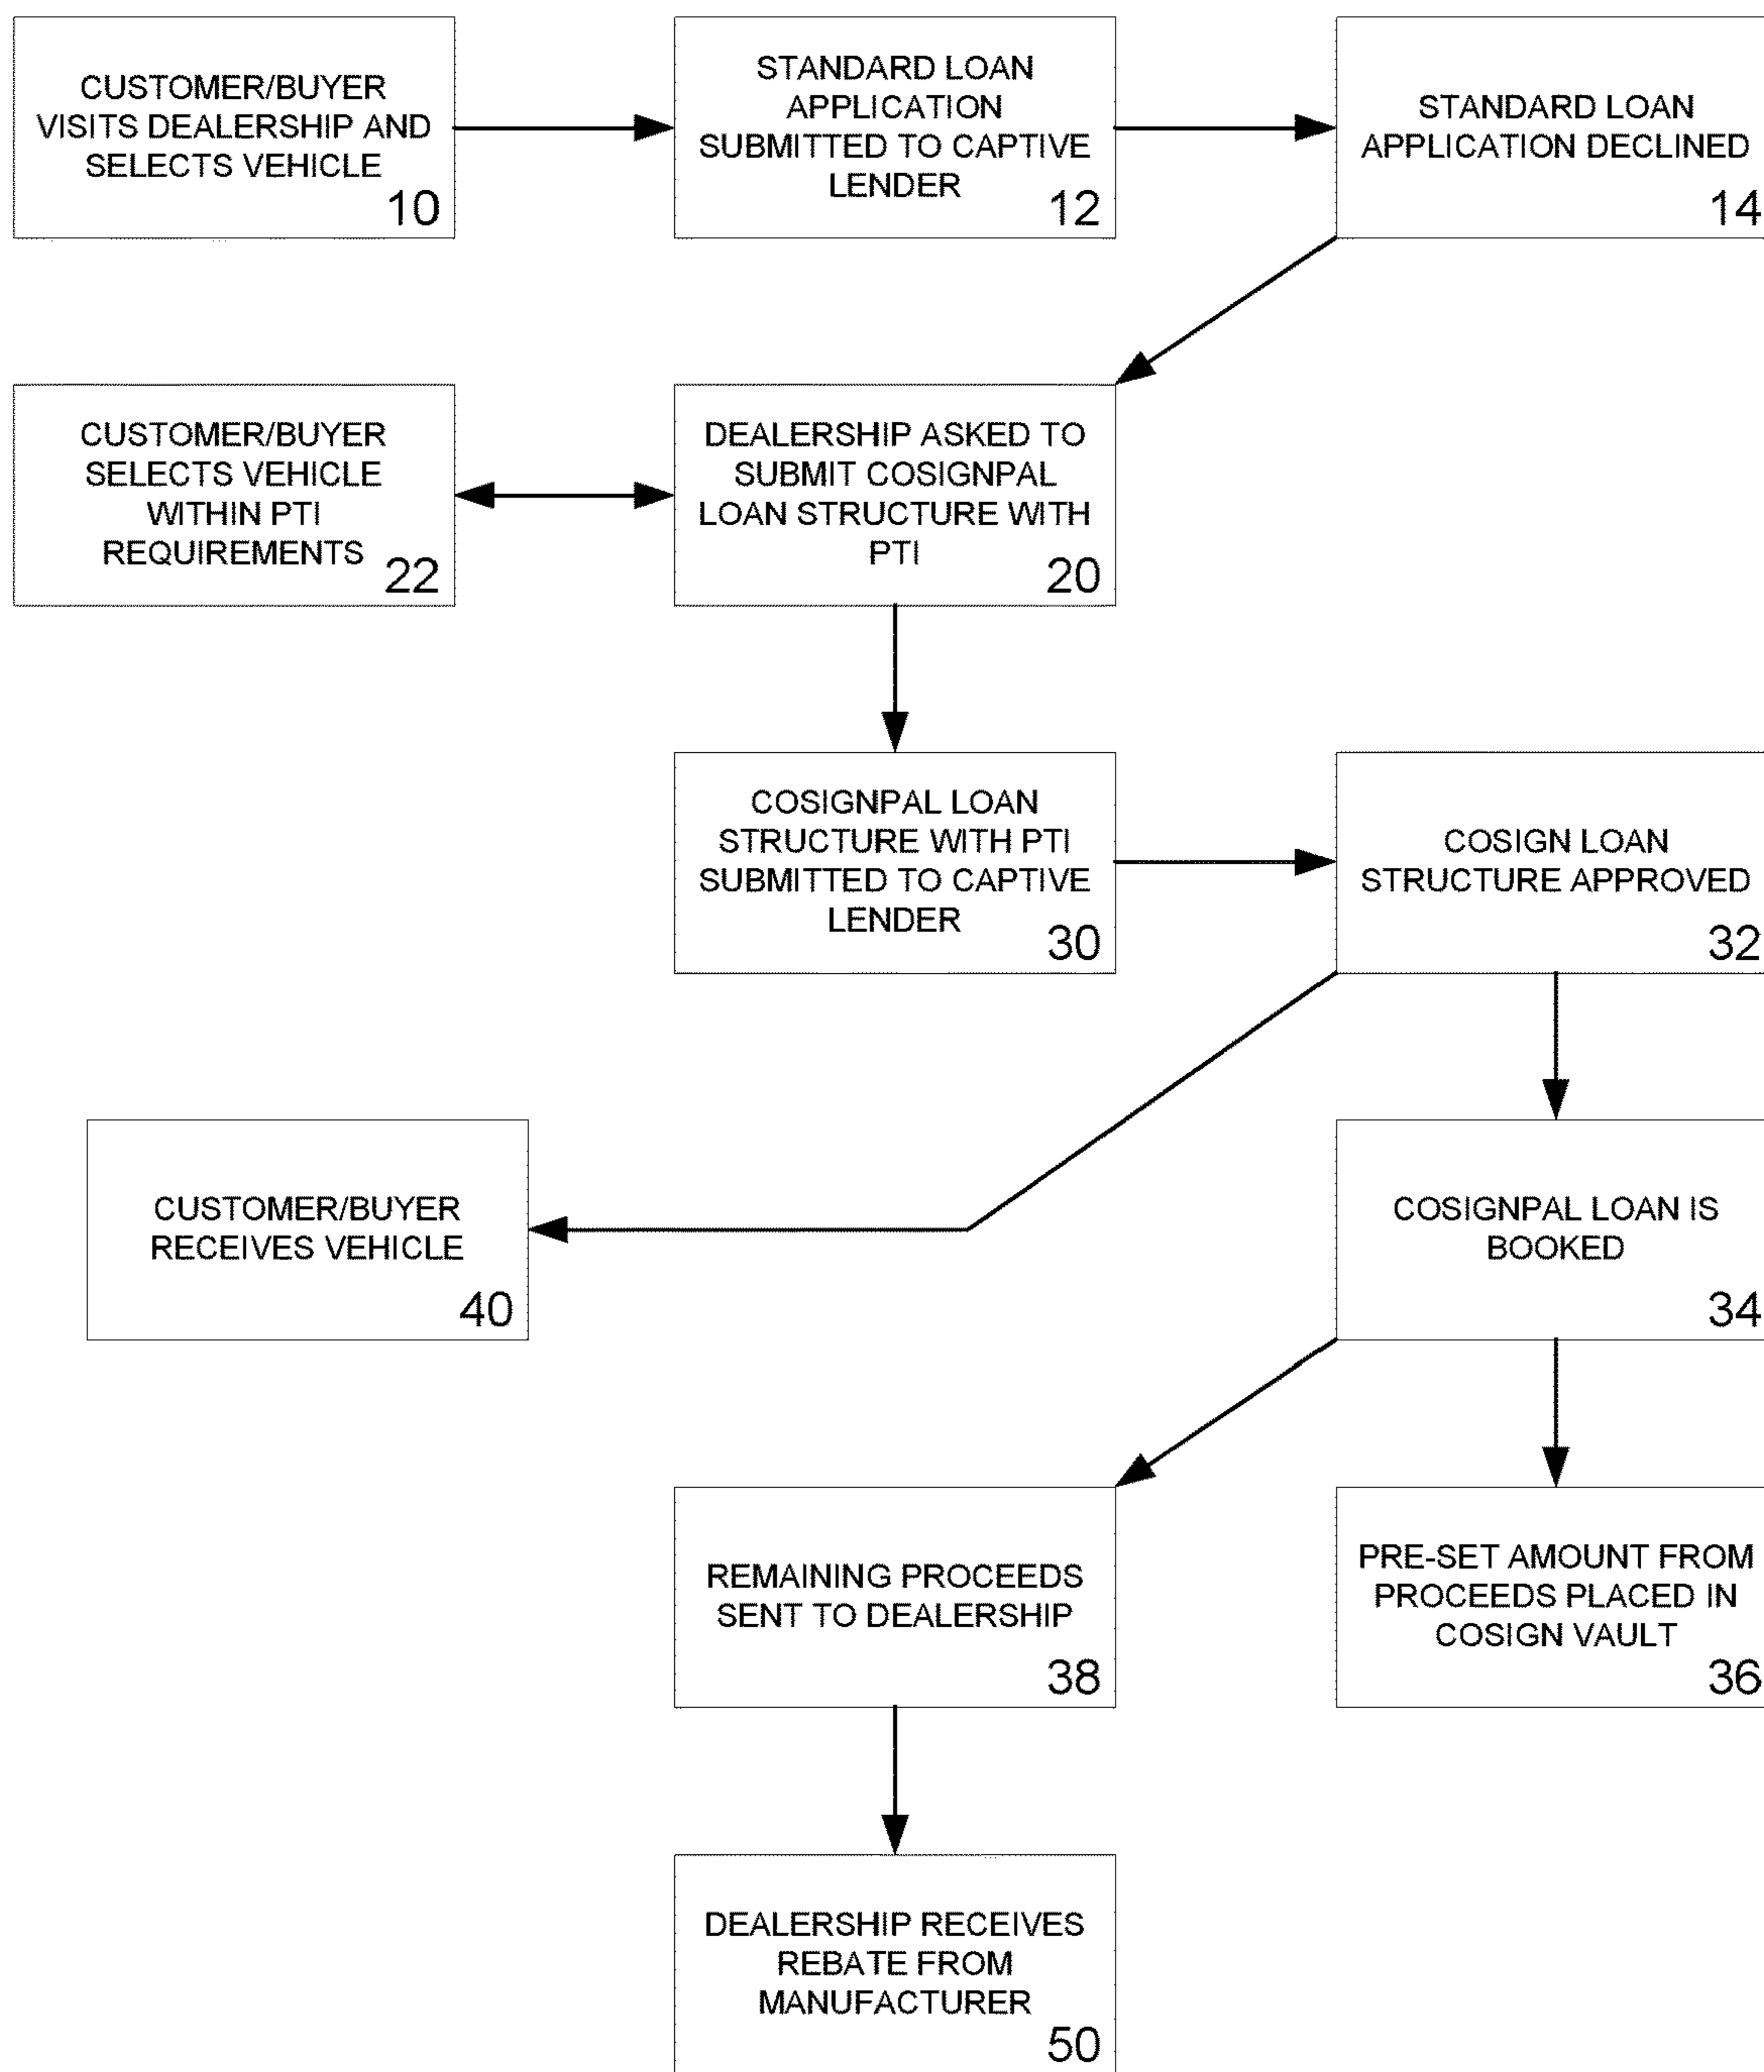 CUSTOMER/BUYER
VISITS DEALERSHIP AND
SELECTS VEHICLE
10
STANDARD LOAN
APPLICATION
SUBMITTED TO CAPTIVE
LENDER
12
STANDARD LOAN
APPLICATION DECLINED
14
CUSTOMER/BUYER
SELECTS VEHICLE
WITHIN PTI
REQUIREMENTS
22
DEALERSHIP ASKED TO
SUBMIT COSIGNPAL
LOAN STRUCTURE WITH
PTI
20
COSIGNPAL LOAN
STRUCTURE WITH PTI
SUBMITTED TO CAPTIVE
LENDER
30
COSIGN LOAN
STRUCTURE APPROVED
32
CUSTOMER/BUYER
RECEIVES VEHICLE
40
COSIGNPAL LOAN IS
BOOKED
34
REMAINING PROCEEDS
SENT TO DEALERSHIP
38
PRE-SET AMOUNT FROM
PROCEEDS PLACED IN
COSIGN VAULT
36
DEALERSHIP RECEIVES
REBATE FROM
MANUFACTURER
50